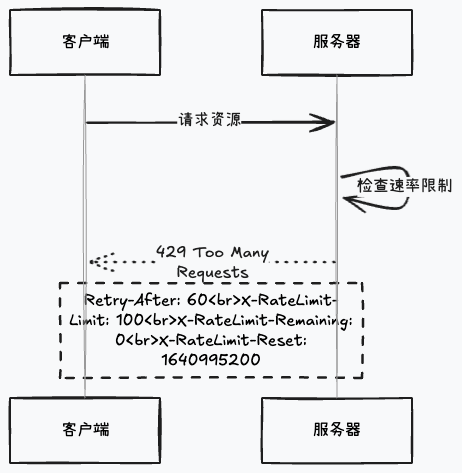 客户端
服务器
请求资源
检查速率限制
429 Too Many
Requests
Retry-After: 60<br>X-RateLimit-
Limit: 100<br>X-RateLimit-Remaining:
0<br>X-RateLimit-Reset:
1640995200
客户端
服务器